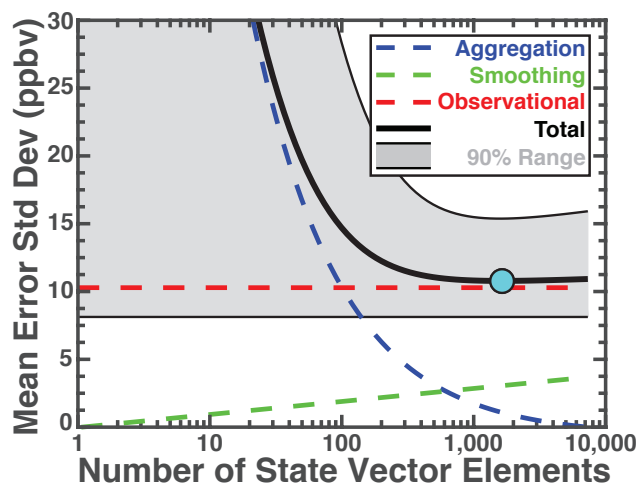 Mean Error Std Dev (ppbv)
30
25
20
15
10
5
0
Aggregation
Smoothing
Observational
Total
90% Range
1
10
100
1,000
10,000
Number of State Vector Elements